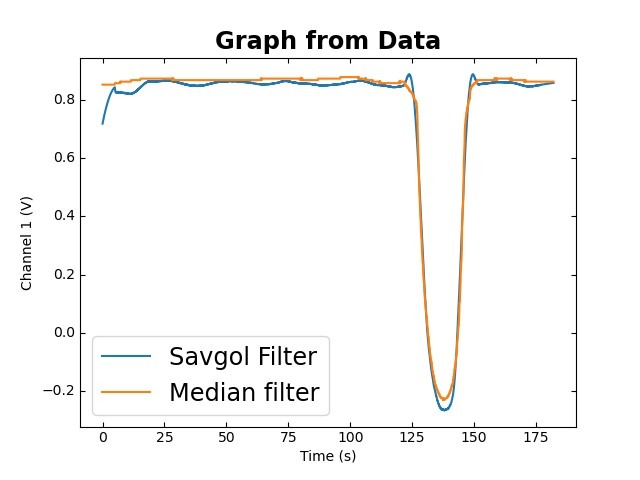 Graph from Data
Channel 1 (V)
0.8
0.6
0.4
0.2
0.0
−0.2
Savgol Filter
Median filter
0 25 50 75 100 125 150 175
Time (s)